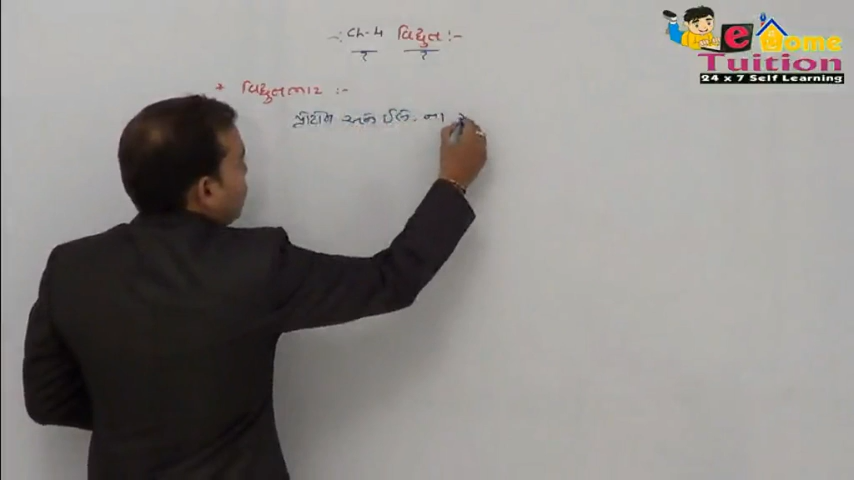 -: Ch-4 વિદ્યુત :-
* વિદ્યુતભાર :-
પ્રોટોન અને ઈલે. ના
e Home
Tuition
24 x 7 Self Learning